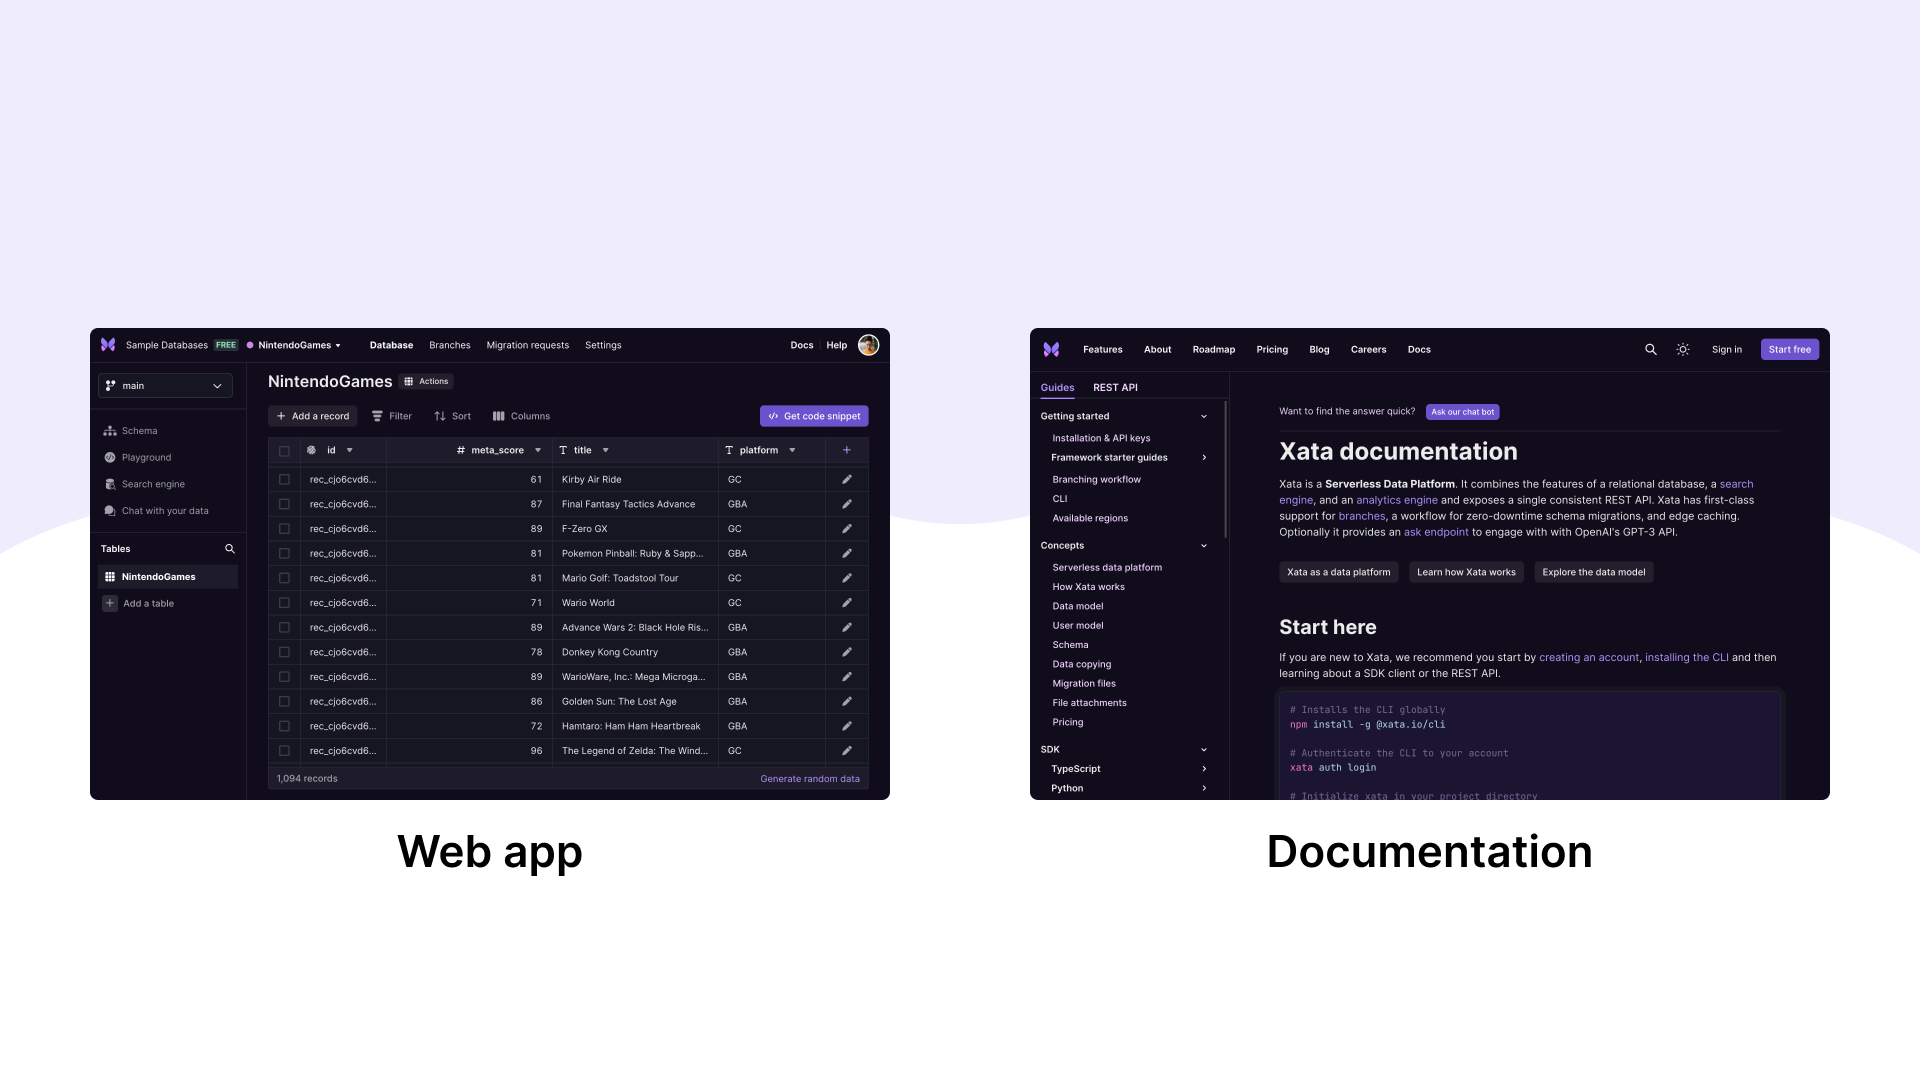 Sample Databases FREE NintendoGames Database Branches Migration requests Settings Docs Help
main
Schema
Playground
Search engine
Chat with your data
Tables
NintendoGames
Add a table
NintendoGames Actions
Add a record Filter Sort Columns Get code snippet
id # meta_score title platform +
rec_cjo6cvd6... 61 Kirby Air Ride GC
rec_cjo6cvd6... 87 Final Fantasy Tactics Advance GBA
rec_cjo6cvd6... 89 F-Zero GX GC
rec_cjo6cvd6... 81 Pokemon Pinball: Ruby & Sapp... GBA
rec_cjo6cvd6... 81 Mario Golf: Toadstool Tour GC
rec_cjo6cvd6... 71 Wario World GC
rec_cjo6cvd6... 89 Advance Wars 2: Black Hole Ris... GBA
rec_cjo6cvd6... 78 Donkey Kong Country GBA
rec_cjo6cvd6... 89 WarioWare, Inc.: Mega Microga... GBA
rec_cjo6cvd6... 86 Golden Sun: The Lost Age GBA
rec_cjo6cvd6... 72 Hamtaro: Ham Ham Heartbreak GBA
rec_cjo6cvd6... 96 The Legend of Zelda: The Wind... GC
1,094 records Generate random data
Web app
Features About Roadmap Pricing Blog Careers Docs Sign in Start free
Guides REST API
Getting started
Installation & API keys
Framework starter guides
Branching workflow
CLI
Available regions
Concepts
Serverless data platform
How Xata works
Data model
User model
Schema
Data copying
Migration files
File attachments
Pricing
SDK
TypeScript
Python
Want to find the answer quick? Ask our chat bot
Xata documentation
Xata is a Serverless Data Platform. It combines the features of a relational database, a search
engine, and an analytics engine and exposes a single consistent REST API. Xata has first-class
support for branches, a workflow for zero-downtime schema migrations, and edge caching.
Optionally it provides an ask endpoint to engage with with OpenAI's GPT-3 API.
Xata as a data platform Learn how Xata works Explore the data model
Start here
If you are new to Xata, we recommend you start by creating an account, installing the CLI and then
learning about a SDK client or the REST API.
# Installs the CLI globally
npm install -g @xata.io/cli
# Authenticate the CLI to your account
xata auth login
# Initialize xata in your project directory
Documentation